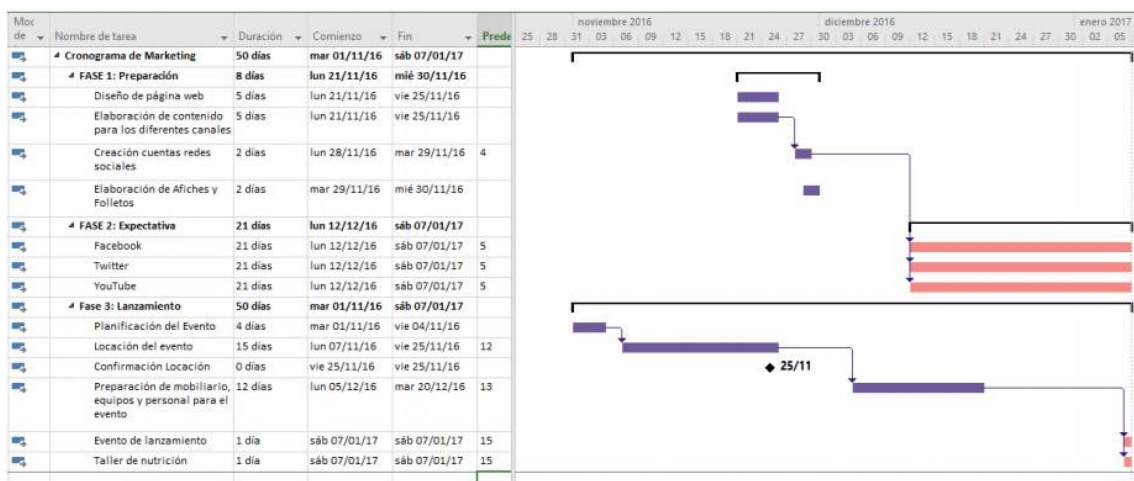 Moc de Nombre de tarea Duración Comienzo Fin Prede
noviembre 2016 diciembre 2016 enero 2017
25 28 31 03 06 09 12 15 18 21 24 27 30 03 06 09 12 15 18 21 24 27 30 02 05
Cronograma de Marketing 50 días mar 01/11/16 sáb 07/01/17
FASE 1: Preparación 8 días lun 21/11/16 mié 30/11/16
Diseño de página web 5 días lun 21/11/16 vie 25/11/16
Elaboración de contenido 5 días lun 21/11/16 vie 25/11/16
para los diferentes canales
Creación cuentas redes 2 días lun 28/11/16 mar 29/11/16 4
sociales
Elaboración de Afiches y 2 días mar 29/11/16 mié 30/11/16
Folletos
FASE 2: Expectativa 21 días lun 12/12/16 sáb 07/01/17
Facebook 21 días lun 12/12/16 sáb 07/01/17 5
Twitter 21 días lun 12/12/16 sáb 07/01/17 5
YouTube 21 días lun 12/12/16 sáb 07/01/17 5
Fase 3: Lanzamiento 50 días mar 01/11/16 sáb 07/01/17
Planificación del Evento 4 días mar 01/11/16 vie 04/11/16
Locación del evento 15 días lun 07/11/16 vie 25/11/16 12
Confirmación Locación 0 días vie 25/11/16 vie 25/11/16
25/11
Preparación de mobiliario, 12 días lun 05/12/16 mar 20/12/16 13
equipos y personal para el
evento
Evento de lanzamiento 1 día sáb 07/01/17 sáb 07/01/17 15
Taller de nutrición 1 día sáb 07/01/17 sáb 07/01/17 15